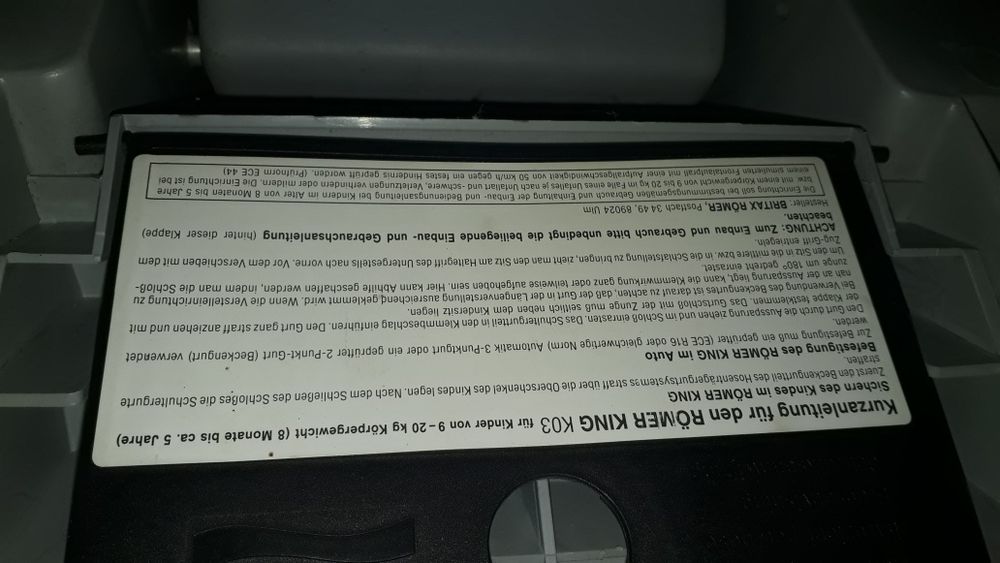 Kurzanleitung für den RÖMER KING K03 für Kinder von 9 – 20 kg Körpergewicht (8 Monate bis ca. 5 Jahre)
Sichern des Kindes im RÖMER KING
Zuerst den Beckengurtteil des Hosenträgergurtsystems straff über die Oberschenkel des Kindes legen. Nach dem Schließen des Schloßes die Schultergurte
straffen.
Befestigung des RÖMER KING im Auto
Zur Befestigung muß ein geprüfter (ECE R16 oder gleichwertige Norm) Automatik 3-Punktgurt oder ein geprüfter 2-Punkt-Gurt (Beckengurt) verwendet
werden.
Den Gurt durch die Aussparung ziehen und im Schloß einrasten. Das Schultergurtteil in den Klemmbeschlag einführen. Den Gurt ganz straff anziehen und mit
der Klappe festklemmen. Das Gurtschloß mit der Zunge muß seitlich neben dem Kindersitz liegen.
Bei Verwendung des Beckengurtes ist darauf zu achten, daß der Gurt in der Längenverstellung ausreichend geklemmt wird. Wenn die Verstelleinrichtung zu
nah an der Aussparung liegt, kann die Klemmwirkung ganz oder teilweise aufgehoben sein. Hier kann Abhilfe geschaffen werden, indem man die Schloß-
zunge um 180° gedreht einrastet.
Um den Sitz in die mittlere bzw. in die Schlafstellung zu bringen, zieht man den Sitz am Haltegriff des Untergestells nach vorne. Vor dem Verschieben mit dem
Zug-Griff entriegeln.
ACHTUNG: Zum Einbau und Gebrauch bitte unbedingt die beiliegende Einbau- und Gebrauchsanleitung (hinter dieser Klappe)
beachten.
Hersteller: BRITAX RÖMER, Postfach 34 49, 89024 Ulm
Die Einrichtung soll bei bestimmungsgemäßen Gebrauch und Einhaltung der Einbau- und Bedienungsanleitung bei Kindern im Alter von 8 Monaten bis 5 Jahre
bzw. mit einem Körpergewicht von 9 bis 20 kg im Falle eines Unfalles je nach Unfallart und -schwere, Verletzungen verhindern oder mildern. Die Einrichtung ist bei
einem simulierten Frontalaufprall mit einer Aufprallgeschwindigkeit von 50 km/h gegen ein festes Hindernis geprüft worden. (Prüfnorm ECE 44)